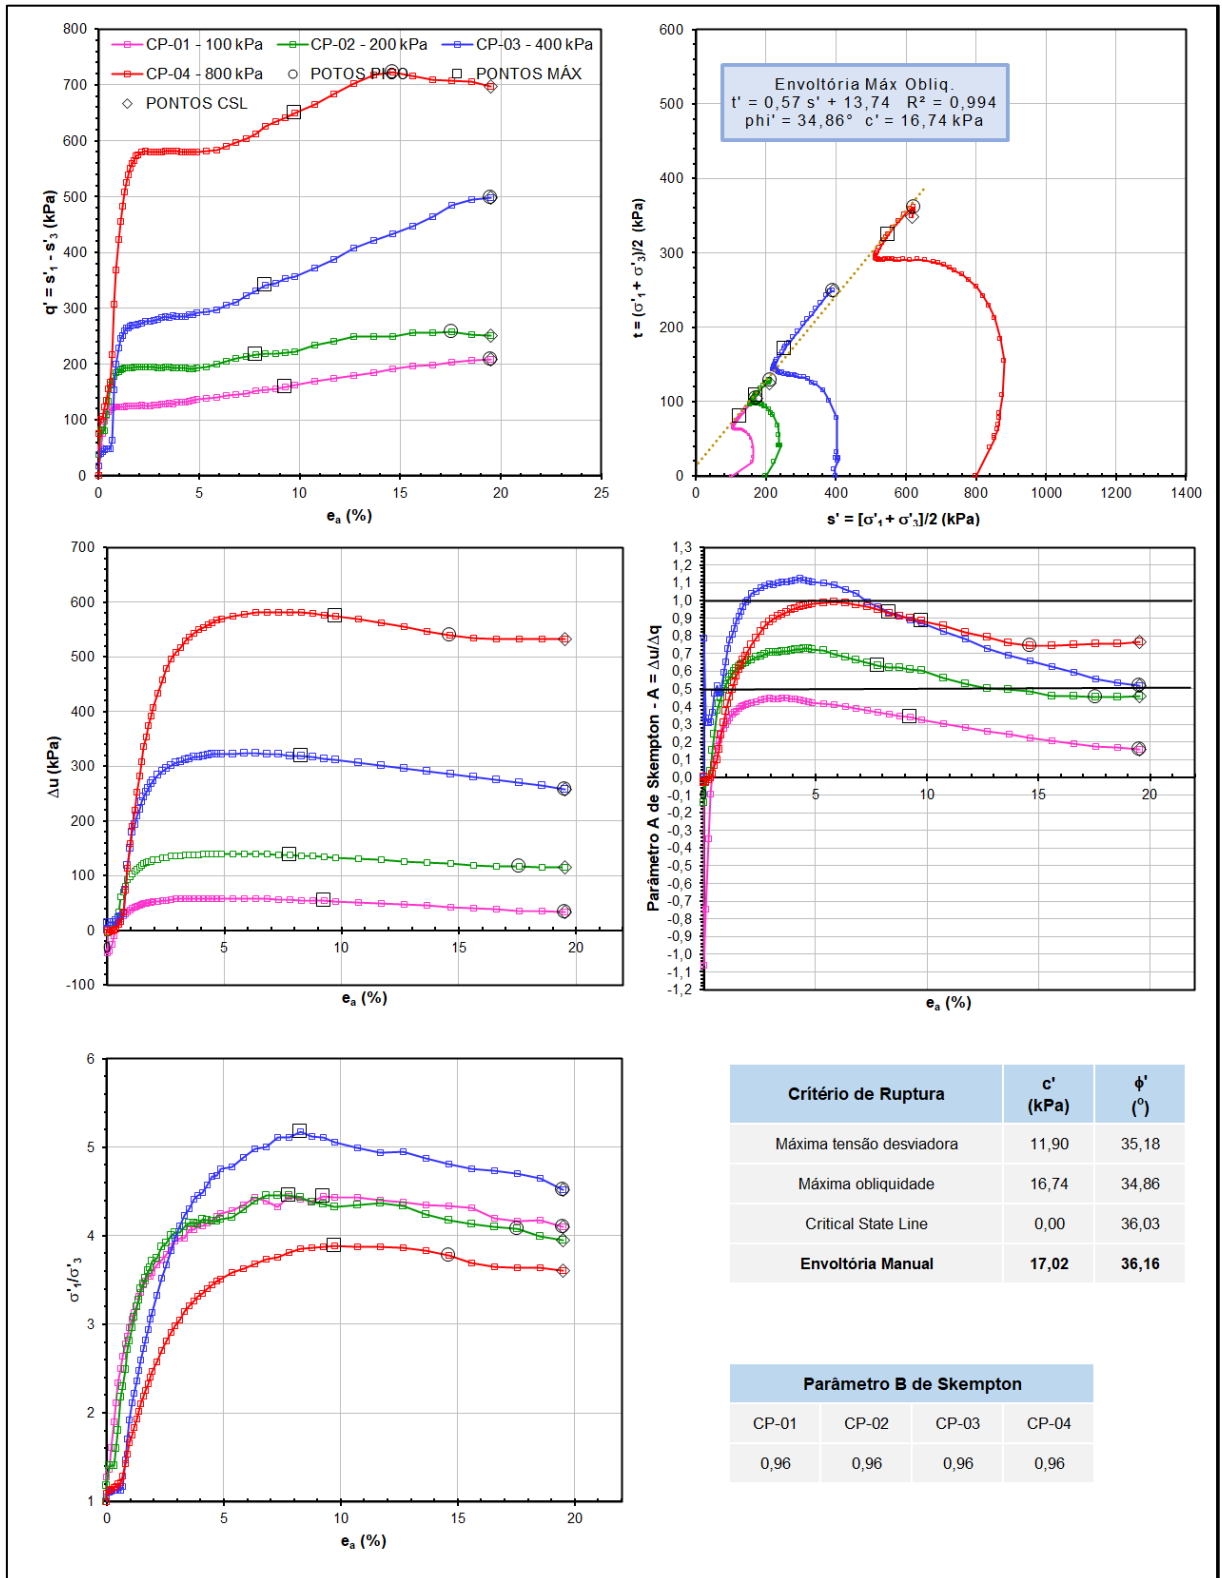 800
700
600
500
400
300
200
100
0
CP-01 - 100 kPa
CP-02 - 200 kPa
CP-03 - 400 kPa
CP-04 - 800 kPa
PONTOS MÁX
PONTOS CSL
q' = s'₁ - s'₃ (kPa)
0 5 10 15 20 25
eₐ (%)
600
500
400
300
200
100
0
Envoltória Máx Obliq.
t' = 0,57 s' + 13,74 R² = 0,994
phi' = 34,86° c' = 16,74 kPa
t = (σ'₁ + σ'₃)/2 (kPa)
0 200 400 600 800 1000 1200 1400
s' = [σ'₁ + σ'₃]/2 (kPa)
700
600
500
400
300
200
100
0
-100
Δu (kPa)
0 5 10 15 20
eₐ (%)
1,3
1,2
1,1
1,0
0,9
0,8
0,7
0,6
0,5
0,4
0,3
0,2
0,1
0,0
-0,1
-0,2
-0,3
-0,4
-0,5
-0,6
-0,7
-0,8
-0,9
-1,0
-1,1
-1,2
Parâmetro A de Skempton - A = Δu/Δq
0 5 10 15 20
eₐ (%)
6
5
4
3
2
1
σ'₁/σ'₃
0 5 10 15 20
eₐ (%)
Crítério de Ruptura c' (kPa) ϕ' (º)
Máxima tensão desviadora 11,90 35,18
Máxima obliquidade 16,74 34,86
Critical State Line 0,00 36,03
Envoltória Manual 17,02 36,16
Parâmetro B de Skempton
CP-01 CP-02 CP-03 CP-04
0,96 0,96 0,96 0,96